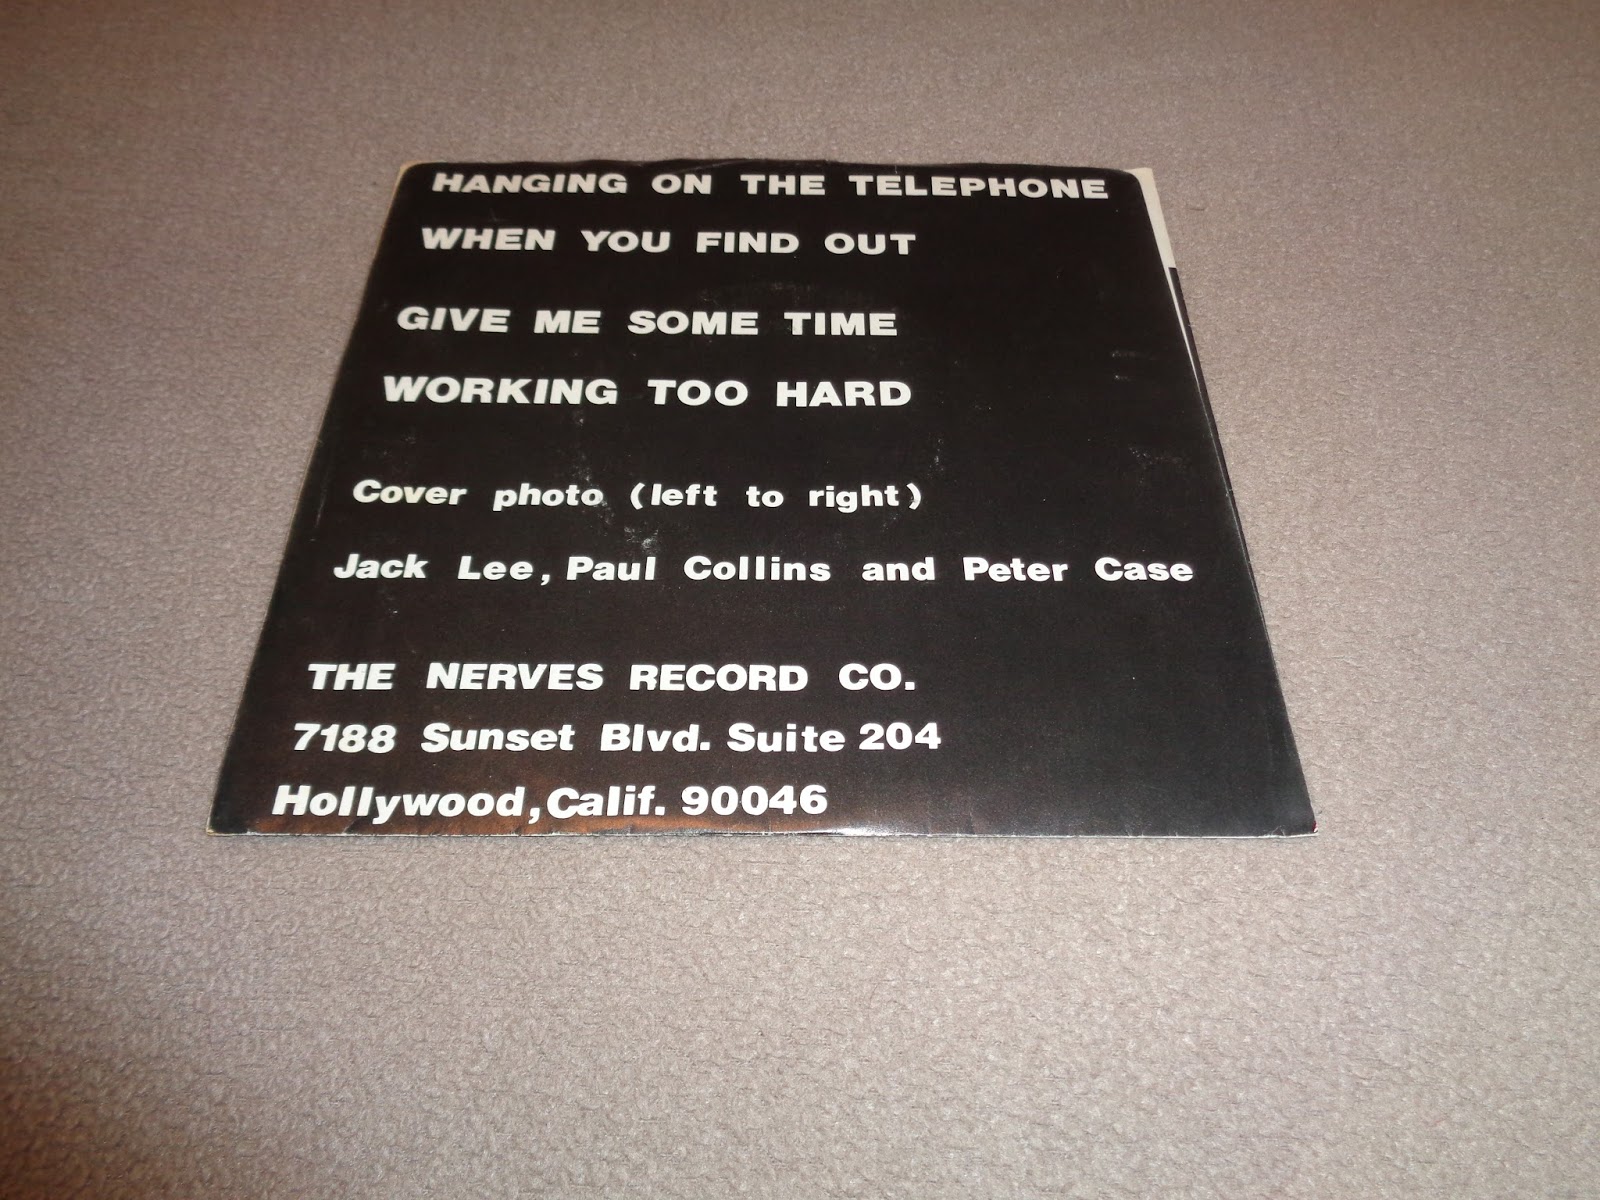 HANGING ON THE TELEPHONE
WHEN YOU FIND OUT
GIVE ME SOME TIME
WORKING TOO HARD
Cover photo (left to right)
Jack Lee, Paul Collins and Peter Case
THE NERVES RECORD CO.
7188 Sunset Blvd. Suite 204
Hollywood, Calif. 90046